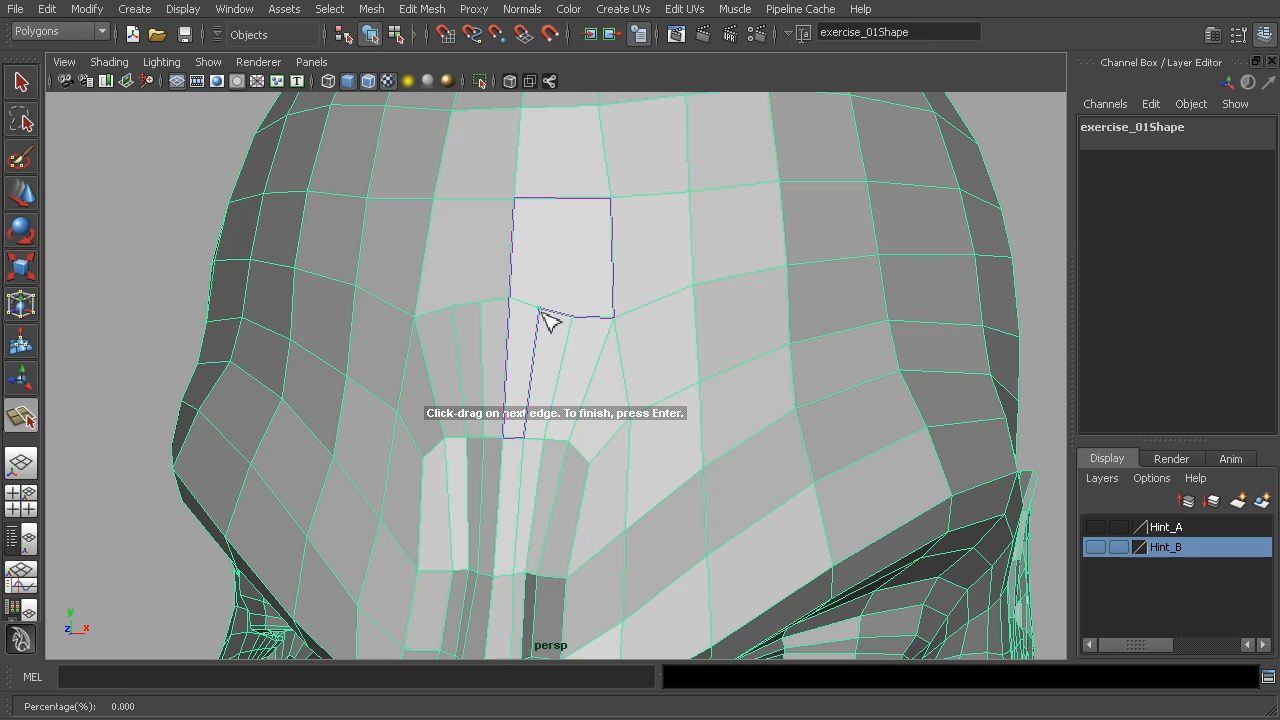 File Edit Modify Create Display Window Assets Select Mesh Edit Mesh Proxy Normals Color Create UVs Edit UVs Muscle Pipeline Cache Help
Polygons Objects exercise_01Shape
View Shading Lighting Show Renderer Panels
Channel Box / Layer Editor
Channels Edit Object Show
exercise_01Shape
Click-drag on next edge. To finish, press Enter.
Display Render Anim
Layers Options Help
Hint_A
Hint_B
y
z x
persp
MEL
Percentage(%): 0.000